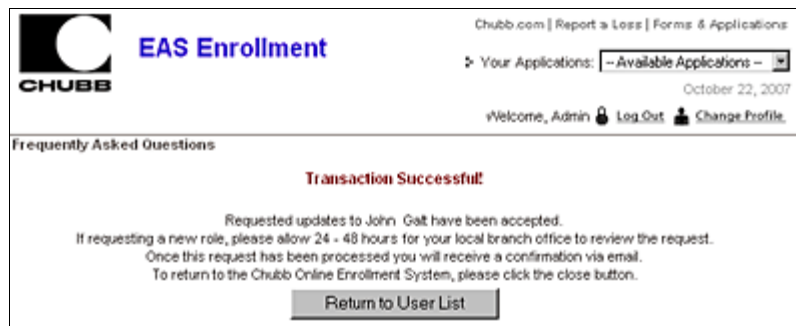 Chubb.com | Report a Loss | Forms & Applications
EAS Enrollment
Your Applications: -- Available Applications --
CHUBB
October 22, 2007
Welcome, Admin Log Out Change Profile
Frequently Asked Questions
Transaction Successful!
Requested updates to John Galt have been accepted.
If requesting a new role, please allow 24 - 48 hours for your local branch office to review the request.
Once this request has been processed you will receive a confirmation via email.
To return to the Chubb Online Enrollment System, please click the close button.
Return to User List